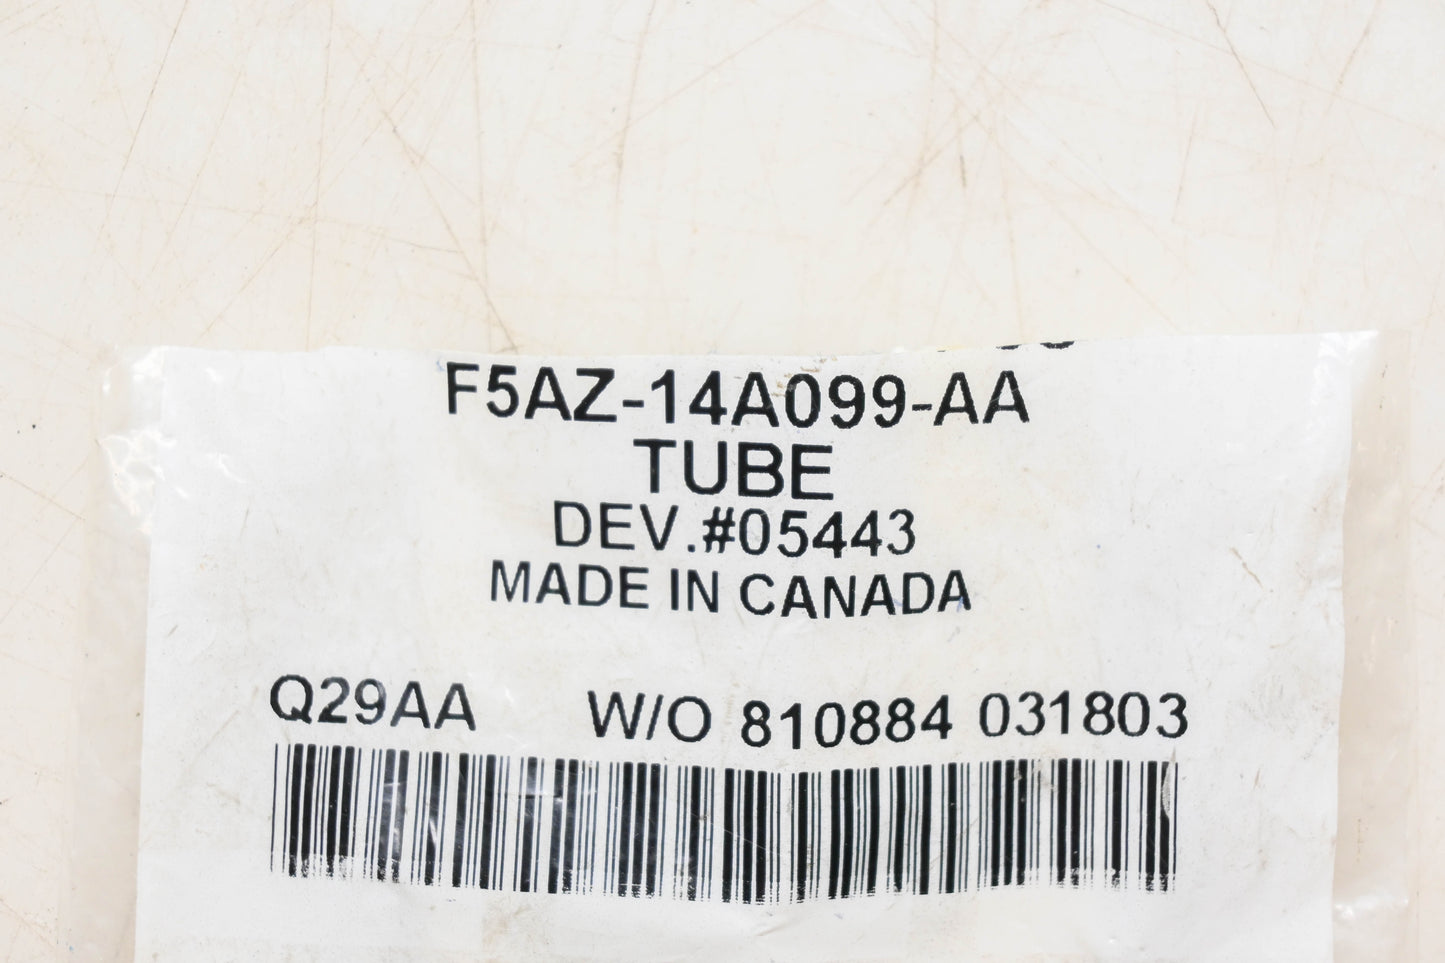 F5AZ-14A099-AA
TUBE
DEV.#05443
MADE IN CANADA
Q29AA W/O 810884 031803